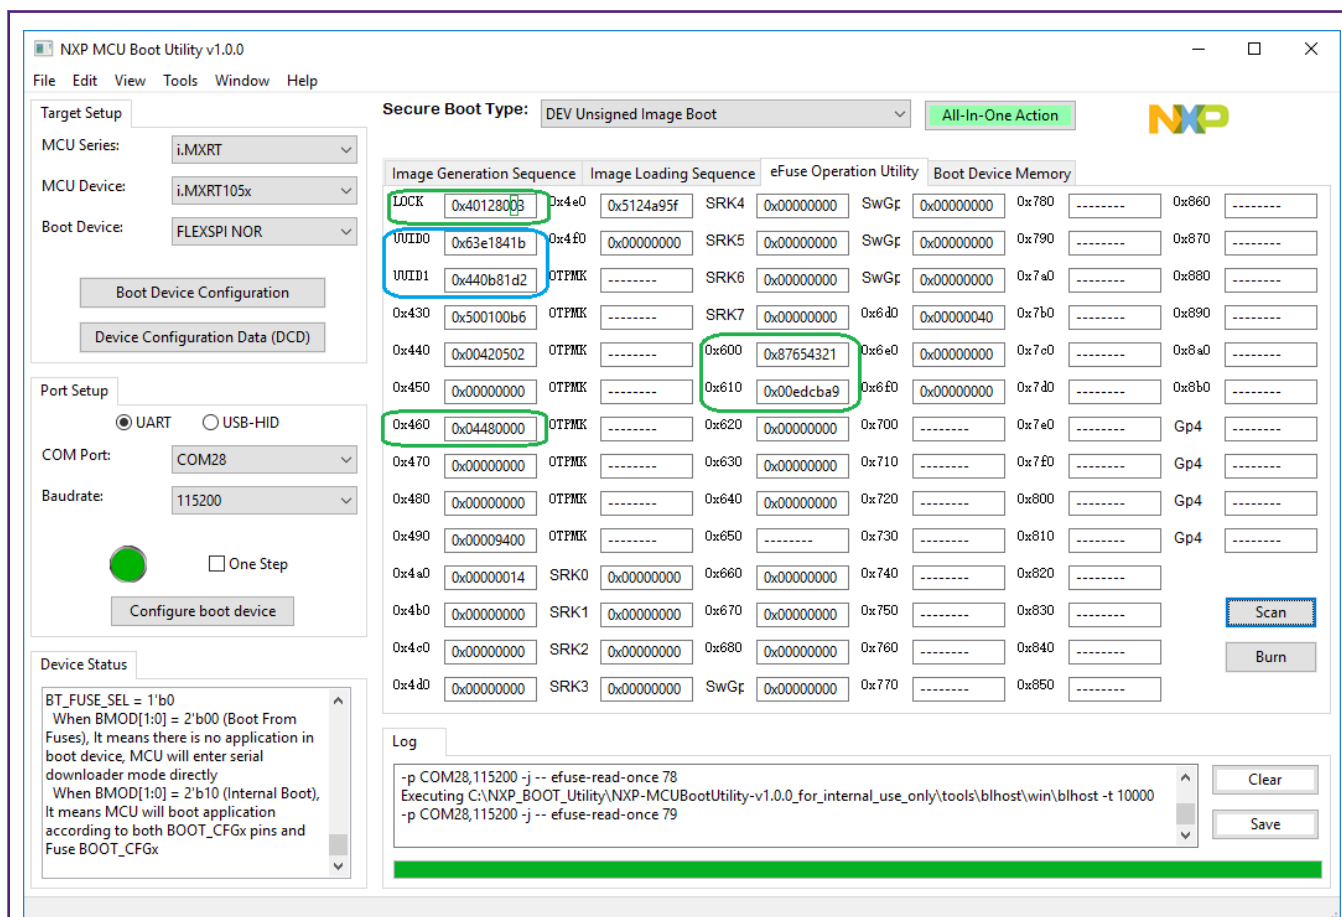 NXP MCU Boot Utility v1.0.0
File Edit View Tools Window Help
Target Setup
MCU Series: i.MXRT
MCU Device: i.MXRT105x
Boot Device: FLEXSPI NOR
Boot Device Configuration
Device Configuration Data (DCD)
Port Setup
UART USB-HID
COM Port: COM28
Baudrate: 115200
One Step
Configure boot device
Device Status
BT_FUSE_SEL = 1'b0
When BMOD[1:0] = 2'b00 (Boot From
Fuses), It means there is no application in
boot device, MCU will enter serial
downloader mode directly
When BMOD[1:0] = 2'b10 (Internal Boot),
It means MCU will boot application
according to both BOOT_CFGx pins and
Fuse BOOT_CFGx
Secure Boot Type: DEV Unsigned Image Boot All-In-One Action NXP
Image Generation Sequence Image Loading Sequence eFuse Operation Utility Boot Device Memory
LOCK 0x40128003 0x4e0 0x5124a95f SRK4 0x00000000 SwGp 0x00000000 0x780 -------- 0x860 --------
UUID0 0x63e1841b 0x4f0 0x00000000 SRK5 0x00000000 SwGp 0x00000000 0x790 -------- 0x870 --------
UUID1 0x440b81d2 OTPMK -------- SRK6 0x00000000 SwGp 0x00000000 0x7a0 -------- 0x880 --------
0x430 0x500100b6 OTPMK -------- SRK7 0x00000000 0x6d0 0x00000040 0x7b0 -------- 0x890 --------
0x440 0x00420502 OTPMK -------- 0x600 0x87654321 0x6e0 0x00000000 0x7c0 -------- 0x8a0 --------
0x450 0x00000000 OTPMK -------- 0x610 0x00edcba9 0x6f0 0x00000000 0x7d0 -------- 0x8b0 --------
0x460 0x04480000 OTPMK -------- 0x620 0x00000000 0x700 -------- 0x7e0 -------- Gp4 --------
0x470 0x00000000 OTPMK -------- 0x630 0x00000000 0x710 -------- 0x7f0 -------- Gp4 --------
0x480 0x00000000 OTPMK -------- 0x640 0x00000000 0x720 -------- 0x800 -------- Gp4 --------
0x490 0x00009400 OTPMK -------- 0x650 -------- 0x730 -------- 0x810 -------- Gp4 --------
0x4a0 0x00000014 SRK0 0x00000000 0x660 0x00000000 0x740 -------- 0x820 --------
0x4b0 0x00000000 SRK1 0x00000000 0x670 0x00000000 0x750 -------- 0x830 -------- Scan
0x4c0 0x00000000 SRK2 0x00000000 0x680 0x00000000 0x760 -------- 0x840 -------- Burn
0x4d0 0x00000000 SRK3 0x00000000 SwGp 0x00000000 0x770 -------- 0x850 --------
Log
-p COM28,115200 -j -- efuse-read-once 78
Executing C:\NXP_BOOT_Utility\NXP-MCUBootUtility-v1.0.0_for_internal_use_only\tools\blhost\win\blhost -t 10000
-p COM28,115200 -j -- efuse-read-once 79
Clear
Save